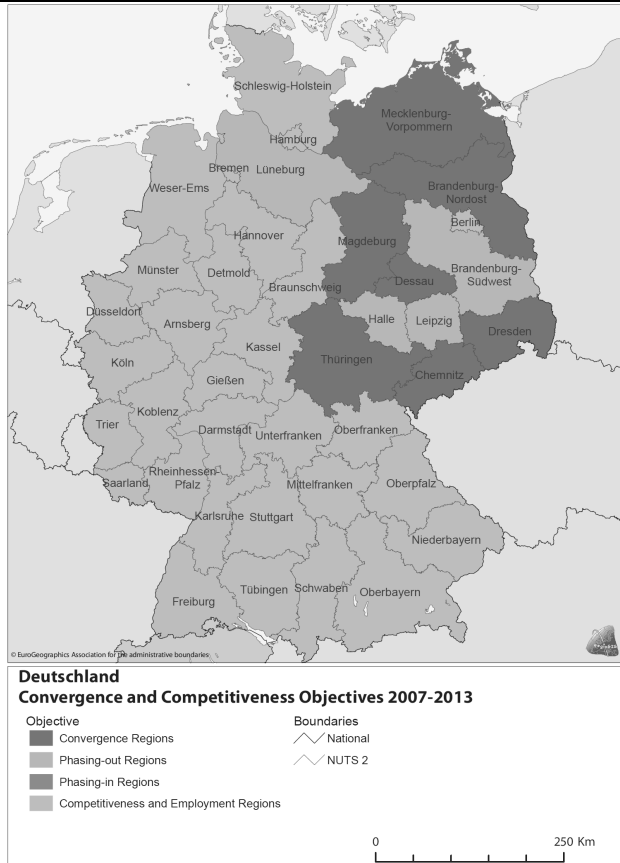 Schleswig-Holstein
Mecklenburg-
Vorpommern
Hamburg
Bremen
Lüneburg
Weser-Ems
Brandenburg-
Nordost
Berlin
Hannover
Magdeburg
Münster
Detmold
Dessau
Brandenburg-
Südwest
Braunschweig
Düsseldorf
Arnsberg
Halle
Leipzig
Dresden
Kassel
Thüringen
Köln
Gießen
Chemnitz
Koblenz
Trier
Darmstadt
Unterfranken
Oberfranken
Rheinhessen-
Pfalz
Saarland
Mittelfranken
Oberpfalz
Karlsruhe
Stuttgart
Niederbayern
Tübingen
Schwaben
Oberbayern
Freiburg
© EuroGeographics Association for the administrative boundaries
Deutschland
Convergence and Competitiveness Objectives 2007-2013
Objective
Convergence Regions
Phasing-out Regions
Phasing-in Regions
Competitiveness and Employment Regions
Boundaries
National
NUTS 2
0 250 Km